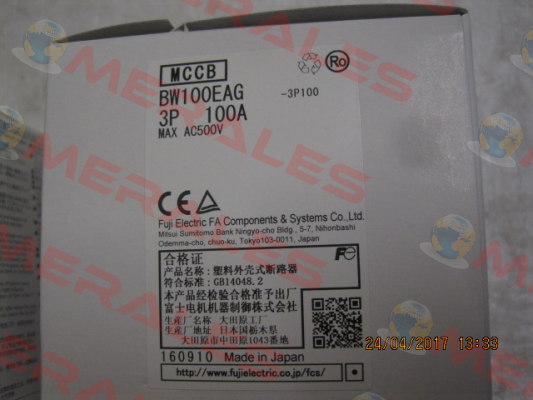 MCCB
BW100EAG -3P100
3P 100A
MAX AC500V
CE
Fuji Electric FA Components & Systems Co.,Ltd.
Mitsui Sumitomo Bank Ningyo-cho Bldg., 5-7, Nihonbashi
Odemma-cho, chuo-ku, Tokyo103-0011, Japan
合格证
产品名称: 塑料外壳式断路器
符合标准: GB14048.2
本产品经检验合格准予出厂
富士电机机器制御株式会社
生产厂名称 大田原工厂
生产厂地址 日本国栃木県
大田原市中田原1043番地
160910 Made in Japan
http://www.fujielectric.co.jp/fcs/
24/04/2017 13:33
MERALES